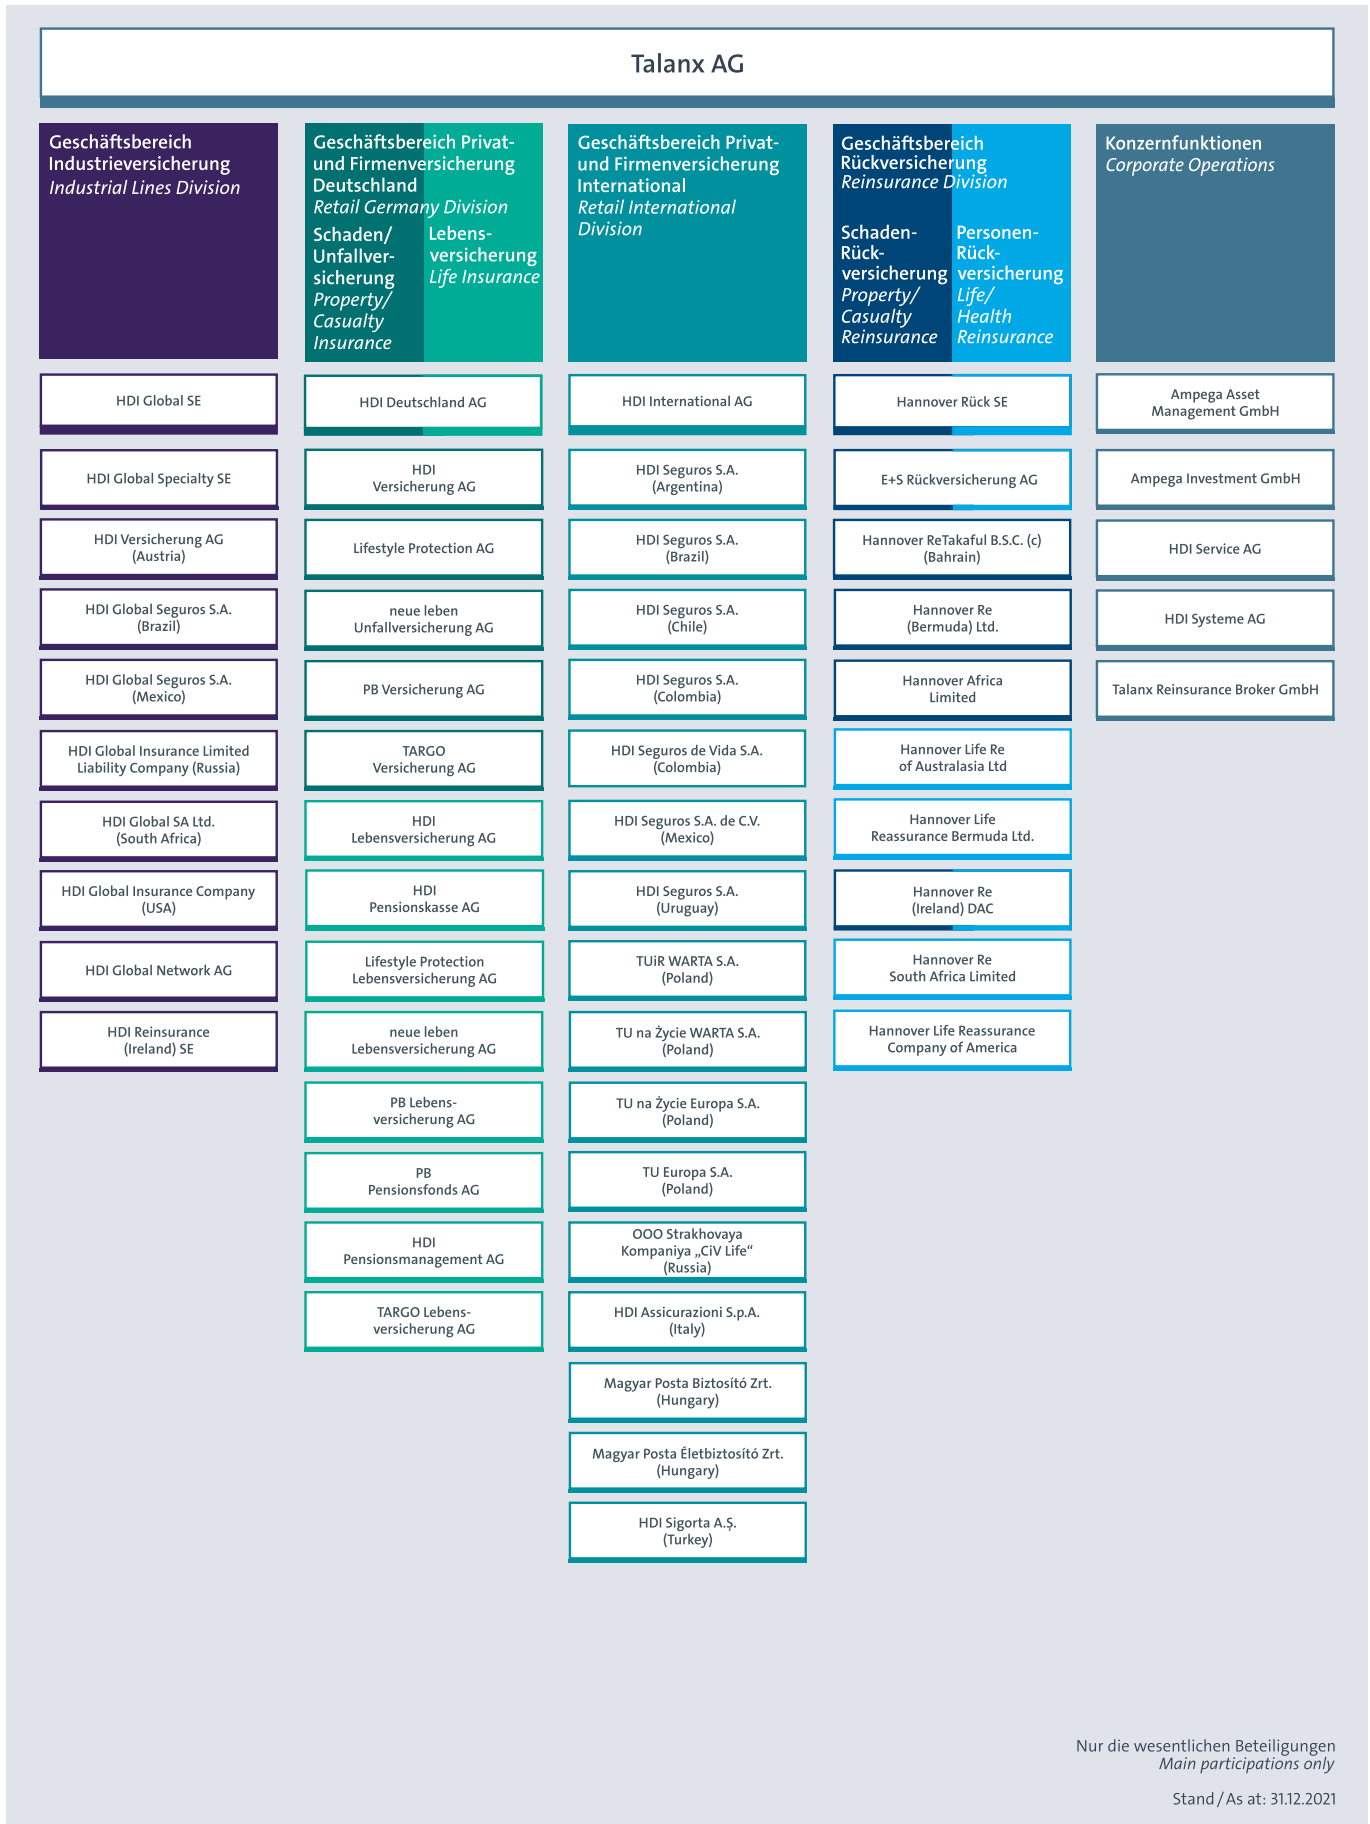 Talanx AG
Geschäftsbereich
Industrieversicherung
Industrial Lines Division
HDI Global SE
HDI Global Specialty SE
HDI Versicherung AG
(Austria)
HDI Global Seguros S.A.
(Brazil)
HDI Global Seguros S.A.
(Mexico)
HDI Global Insurance Limited
Liability Company (Russia)
HDI Global SA Ltd.
(South Africa)
HDI Global Insurance Company
(USA)
HDI Global Network AG
HDI Reinsurance
(Ireland) SE
Geschäftsbereich Privat-
und Firmenversicherung
Deutschland
Retail Germany Division
Schaden/
Unfallver-
sicherung
Property/
Casualty
Insurance
Lebens-
versicherung
Life Insurance
HDI Deutschland AG
HDI
Versicherung AG
Lifestyle Protection AG
neue leben
Unfallversicherung AG
PB Versicherung AG
TARGO
Versicherung AG
HDI
Lebensversicherung AG
HDI
Pensionskasse AG
Lifestyle Protection
Lebensversicherung AG
neue leben
Lebensversicherung AG
PB Lebens-
versicherung AG
PB
Pensionsfonds AG
HDI
Pensionsmanagement AG
TARGO Lebens-
versicherung AG
Geschäftsbereich Privat-
und Firmenversicherung
International
Retail International
Division
HDI International AG
HDI Seguros S.A.
(Argentina)
HDI Seguros S.A.
(Brazil)
HDI Seguros S.A.
(Chile)
HDI Seguros S.A.
(Colombia)
HDI Seguros de Vida S.A.
(Colombia)
HDI Seguros S.A. de C.V.
(Mexico)
HDI Seguros S.A.
(Uruguay)
TUiR WARTA S.A.
(Poland)
TU na Życie WARTA S.A.
(Poland)
TU na Życie Europa S.A.
(Poland)
TU Europa S.A.
(Poland)
OOO Strakhovaya
Kompaniya „CiV Life“
(Russia)
HDI Assicurazioni S.p.A.
(Italy)
Magyar Posta Biztosító Zrt.
(Hungary)
Magyar Posta Életbiztosító Zrt.
(Hungary)
HDI Sigorta A.Ş.
(Turkey)
Geschäftsbereich
Rückversicherung
Reinsurance Division
Schaden-
Rück-
versicherung
Property/
Casualty
Reinsurance
Personen-
Rück-
versicherung
Life/
Health
Reinsurance
Hannover Rück SE
E+S Rückversicherung AG
Hannover ReTakaful B.S.C. (c)
(Bahrain)
Hannover Re
(Bermuda) Ltd.
Hannover Africa
Limited
Hannover Life Re
of Australasia Ltd
Hannover Life
Reassurance Bermuda Ltd.
Hannover Re
(Ireland) DAC
Hannover Re
South Africa Limited
Hannover Life Reassurance
Company of America
Konzernfunktionen
Corporate Operations
Ampega Asset
Management GmbH
Ampega Investment GmbH
HDI Service AG
HDI Systeme AG
Talanx Reinsurance Broker GmbH
Nur die wesentlichen Beteiligungen
Main participations only
Stand / As at: 31.12.2021